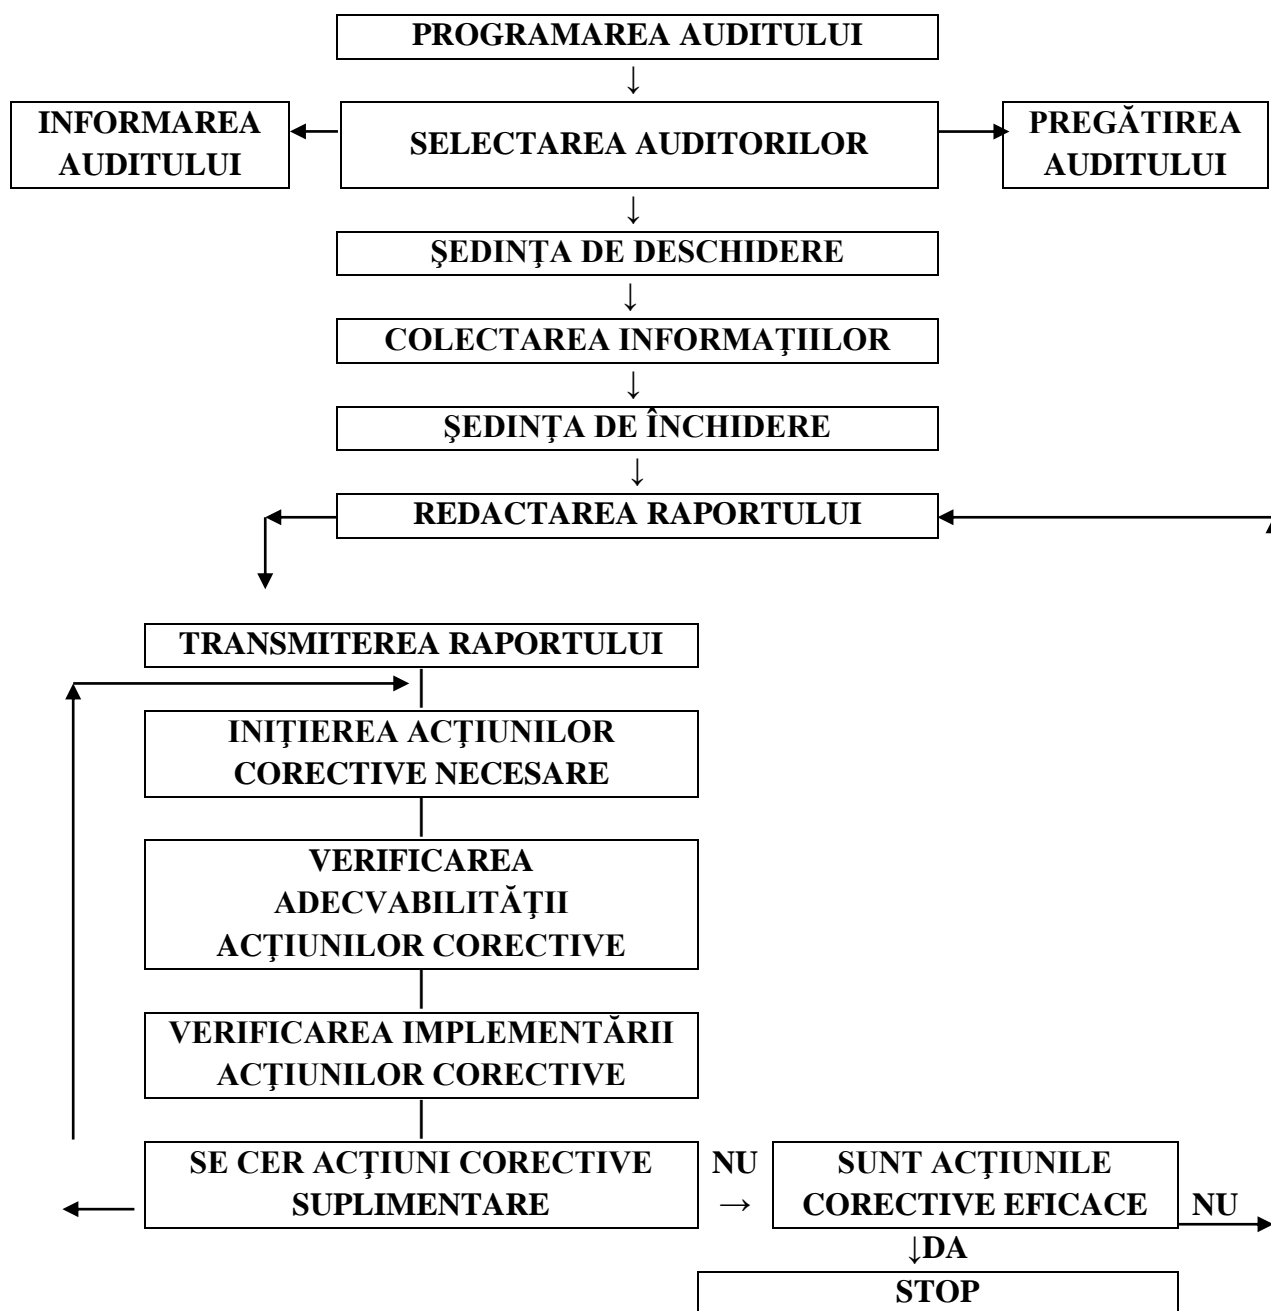 PROGRAMAREA AUDITULUI
↓
INFORMAREA
AUDITULUI
SELECTAREA AUDITORILOR
PREGĂTIREA
AUDITULUI
↓
ŞEDINŢA DE DESCHIDERE
↓
COLECTAREA INFORMAŢIILOR
↓
ŞEDINŢA DE ÎNCHIDERE
↓
REDACTAREA RAPORTULUI
TRANSMITEREA RAPORTULUI
INIŢIEREA ACŢIUNILOR
CORECTIVE NECESARE
VERIFICAREA
ADECVABILITĂŢII
ACŢIUNILOR CORECTIVE
VERIFICAREA IMPLEMENTĂRII
ACŢIUNILOR CORECTIVE
SE CER ACŢIUNI CORECTIVE
SUPLIMENTARE
NU
→
SUNT ACŢIUNILE
CORECTIVE EFICACE
NU
↓DA
STOP